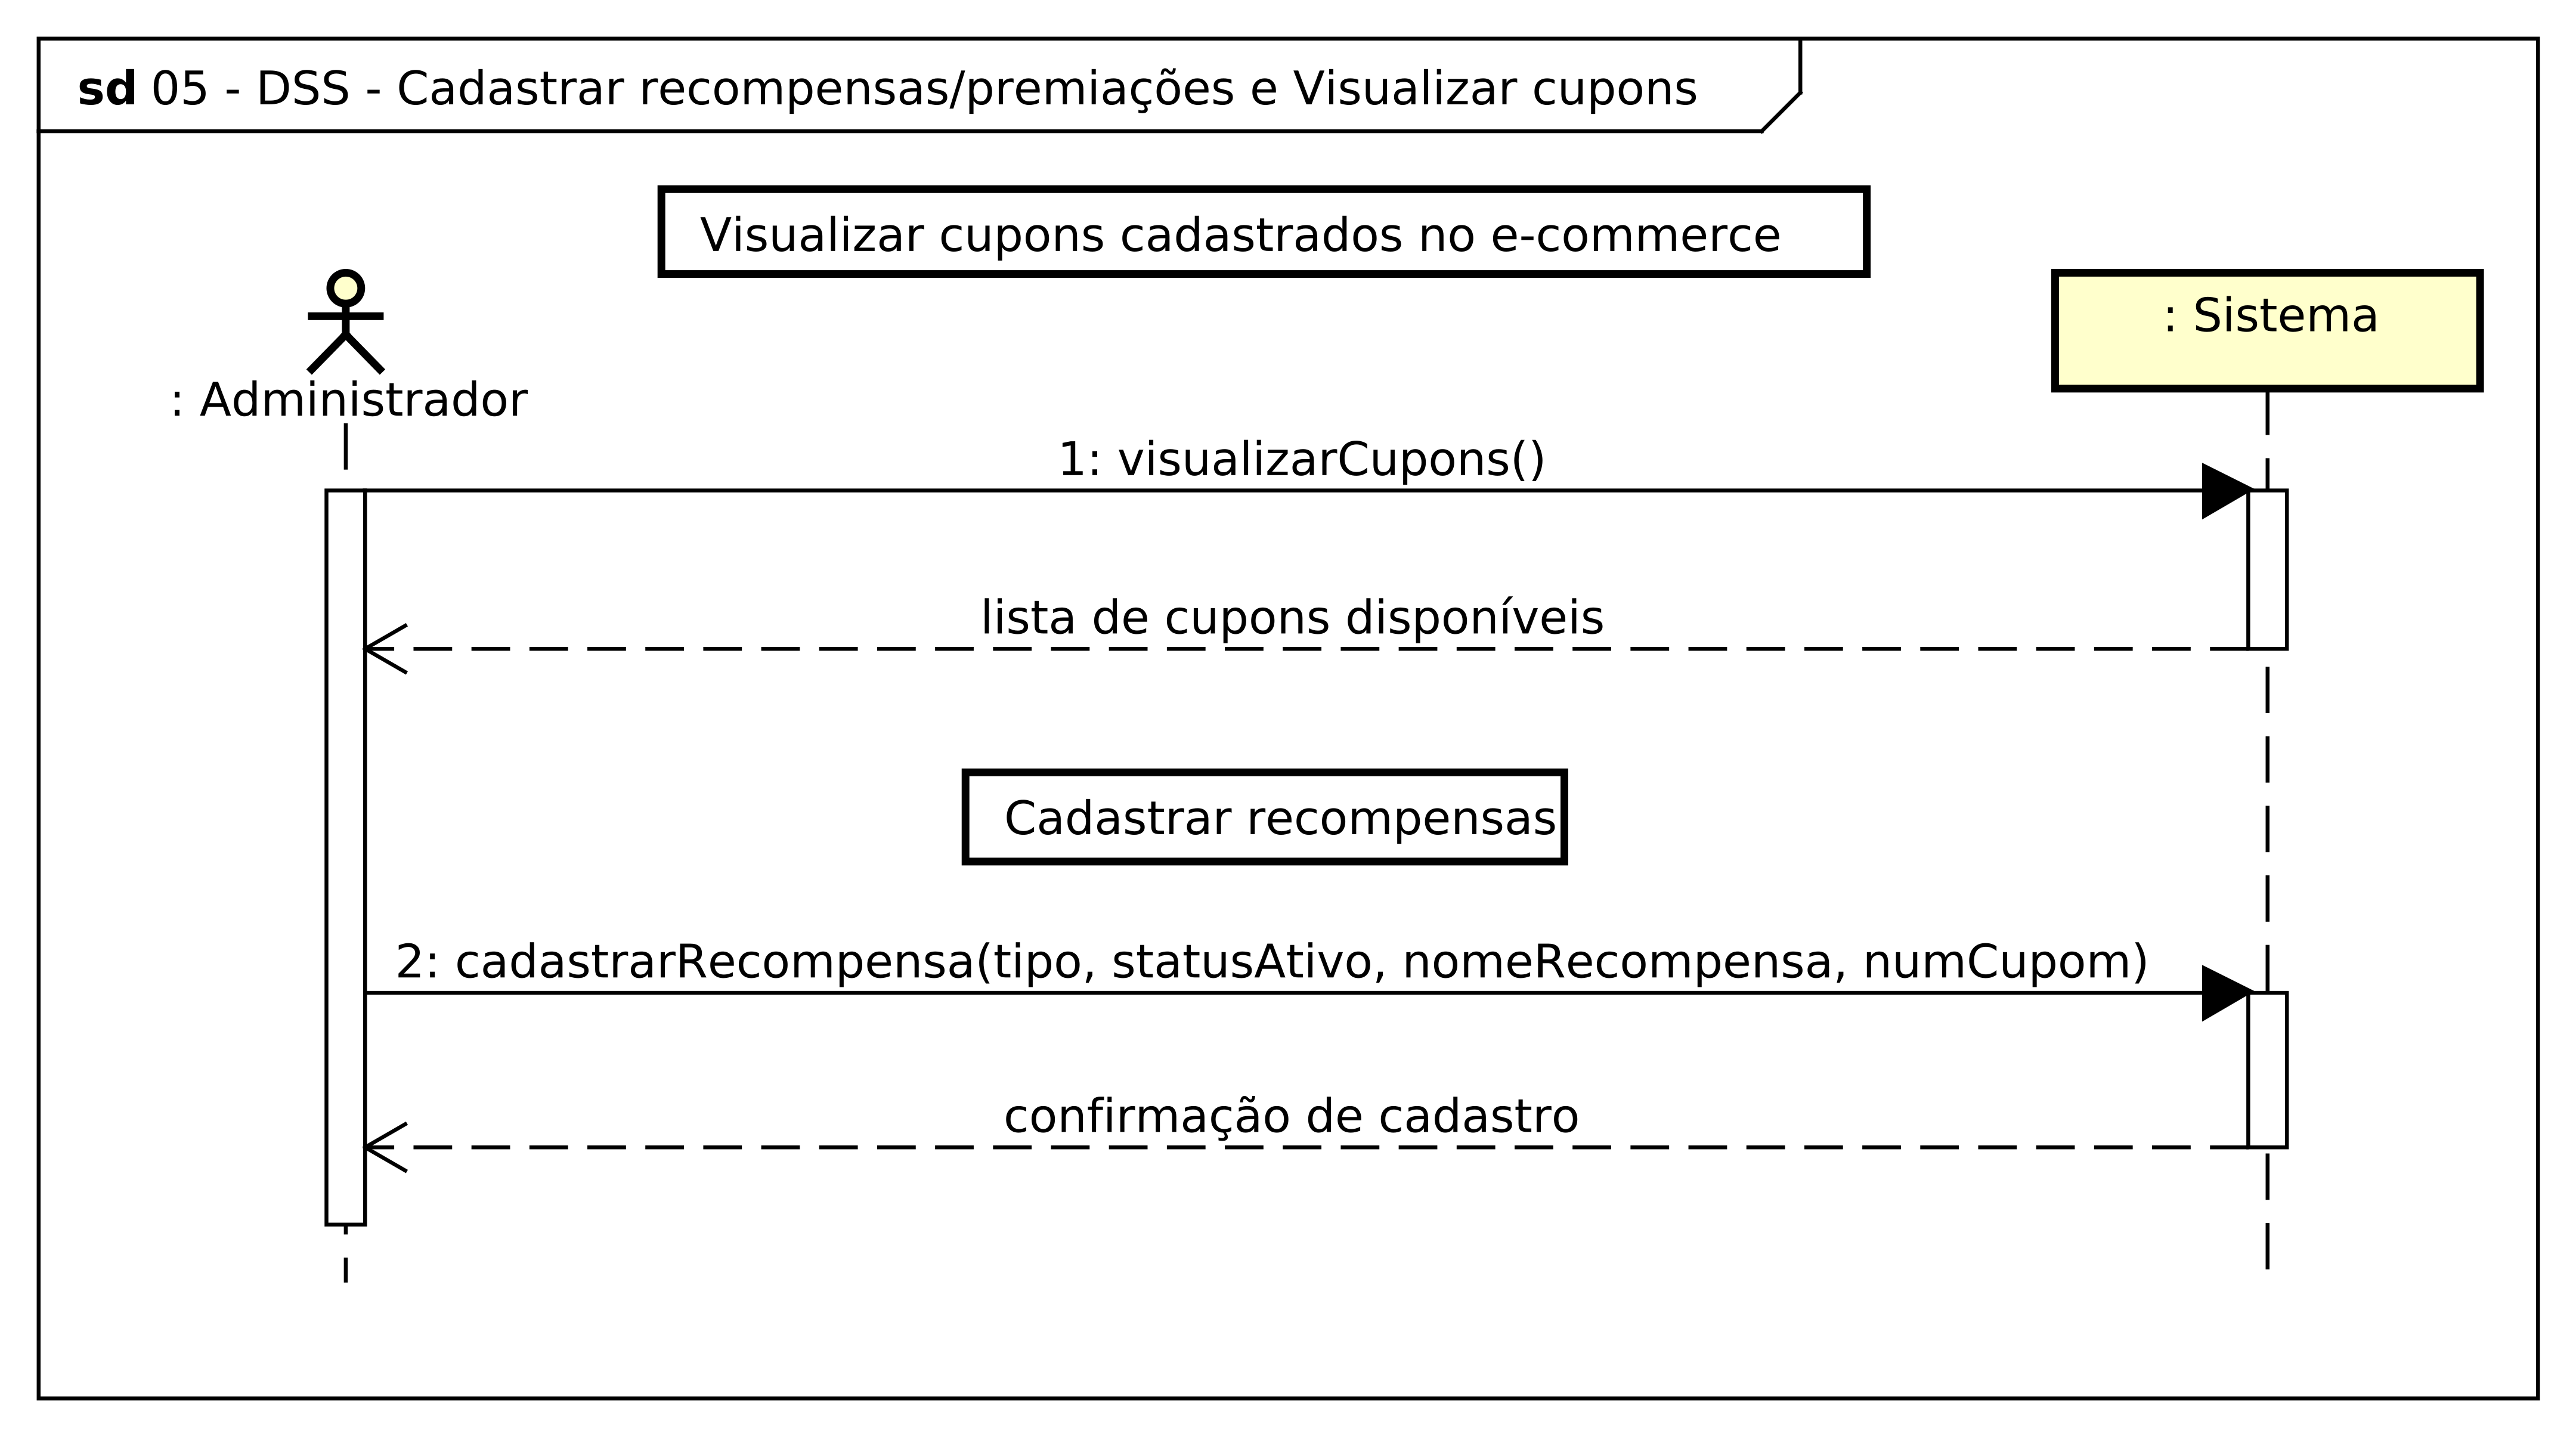 sd 05 - DSS - Cadastrar recompensas/premiações e Visualizar cupons
Visualizar cupons cadastrados no e-commerce
: Sistema
: Administrador
1: visualizarCupons()
lista de cupons disponíveis
Cadastrar recompensas
2: cadastrarRecompensa(tipo, statusAtivo, nomeRecompensa, numCupom)
confirmação de cadastro